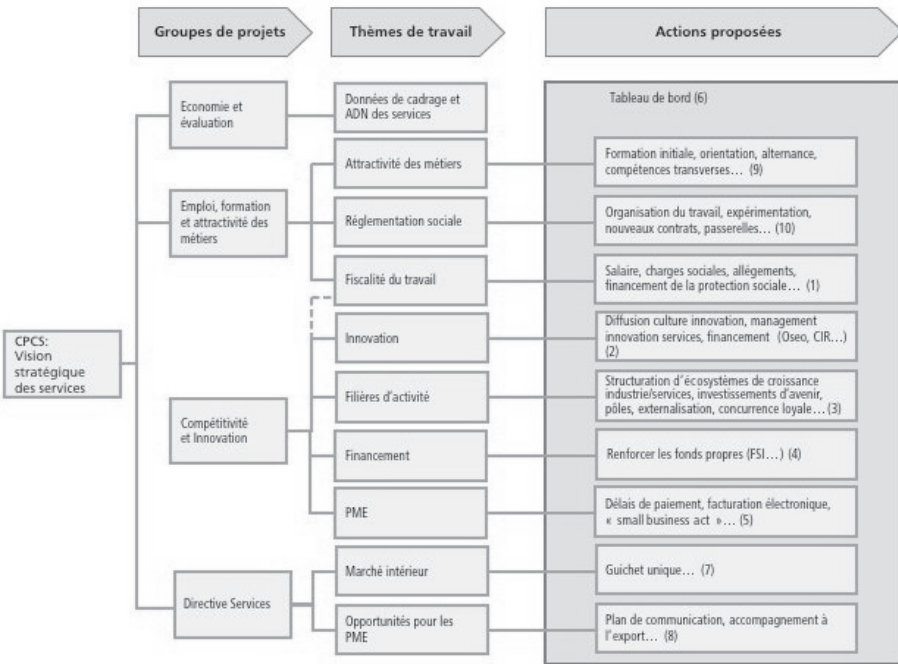 Groupes de projets
Thèmes de travail
Actions proposées
CPCS:
Vision
stratégique
des services
Economie et
évaluation
Données de cadrage et
ADN des services
Tableau de bord (6)
Emploi, formation
et attractivité des
métiers
Attractivité des métiers
Formation initiale, orientation, alternance,
compétences transverses... (9)
Réglementation sociale
Organisation du travail, expérimentation,
nouveaux contrats, passerelles... (10)
Fiscalité du travail
Salaire, charges sociales, allégements,
financement de la protection sociale... (1)
Compétitivité
et Innovation
Innovation
Diffusion culture innovation, management
innovation services, financement (Oseo, CIR...)
(2)
Filières d'activité
Structuration d'écosystèmes de croissance
industrie/services, investissements d'avenir,
pôles, externalisation, concurrence loyale... (3)
Financement
Renforcer les fonds propres (FSI...) (4)
PME
Délais de paiement, facturation électronique,
« small business act »... (5)
Directive Services
Marché intérieur
Guichet unique... (7)
Opportunités pour les
PME
Plan de communication, accompagnement à
l'export... (8)